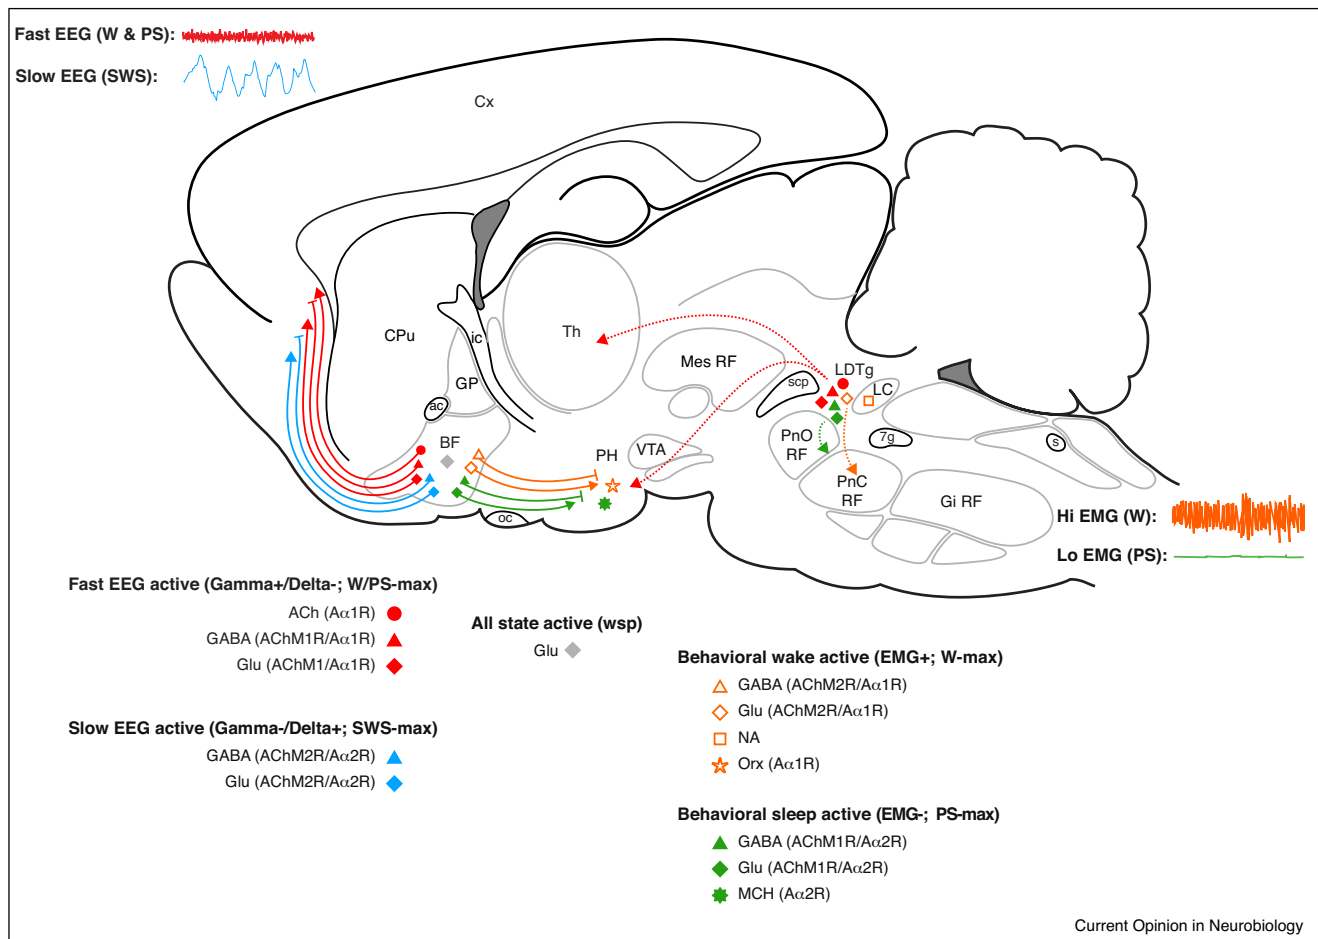 Fast EEG (W & PS):
Slow EEG (SWS):
Cx
CPu
ic
Th
GP
ac
BF
oc
PH
Mes RF
VTA
scp
LDTg
LC
PnO
RF
7g
PnC
RF
Gi RF
s
Hi EMG (W):
Lo EMG (PS):
Fast EEG active (Gamma+/Delta-; W/PS-max)
ACh (Aα1R)
GABA (AChM1R/Aα1R)
Glu (AChM1/Aα1R)
Slow EEG active (Gamma-/Delta+; SWS-max)
GABA (AChM2R/Aα2R)
Glu (AChM2R/Aα2R)
All state active (wsp)
Glu
Behavioral wake active (EMG+; W-max)
GABA (AChM2R/Aα1R)
Glu (AChM2R/Aα1R)
NA
Orx (Aα1R)
Behavioral sleep active (EMG-; PS-max)
GABA (AChM1R/Aα2R)
Glu (AChM1R/Aα2R)
MCH (Aα2R)
Current Opinion in Neurobiology